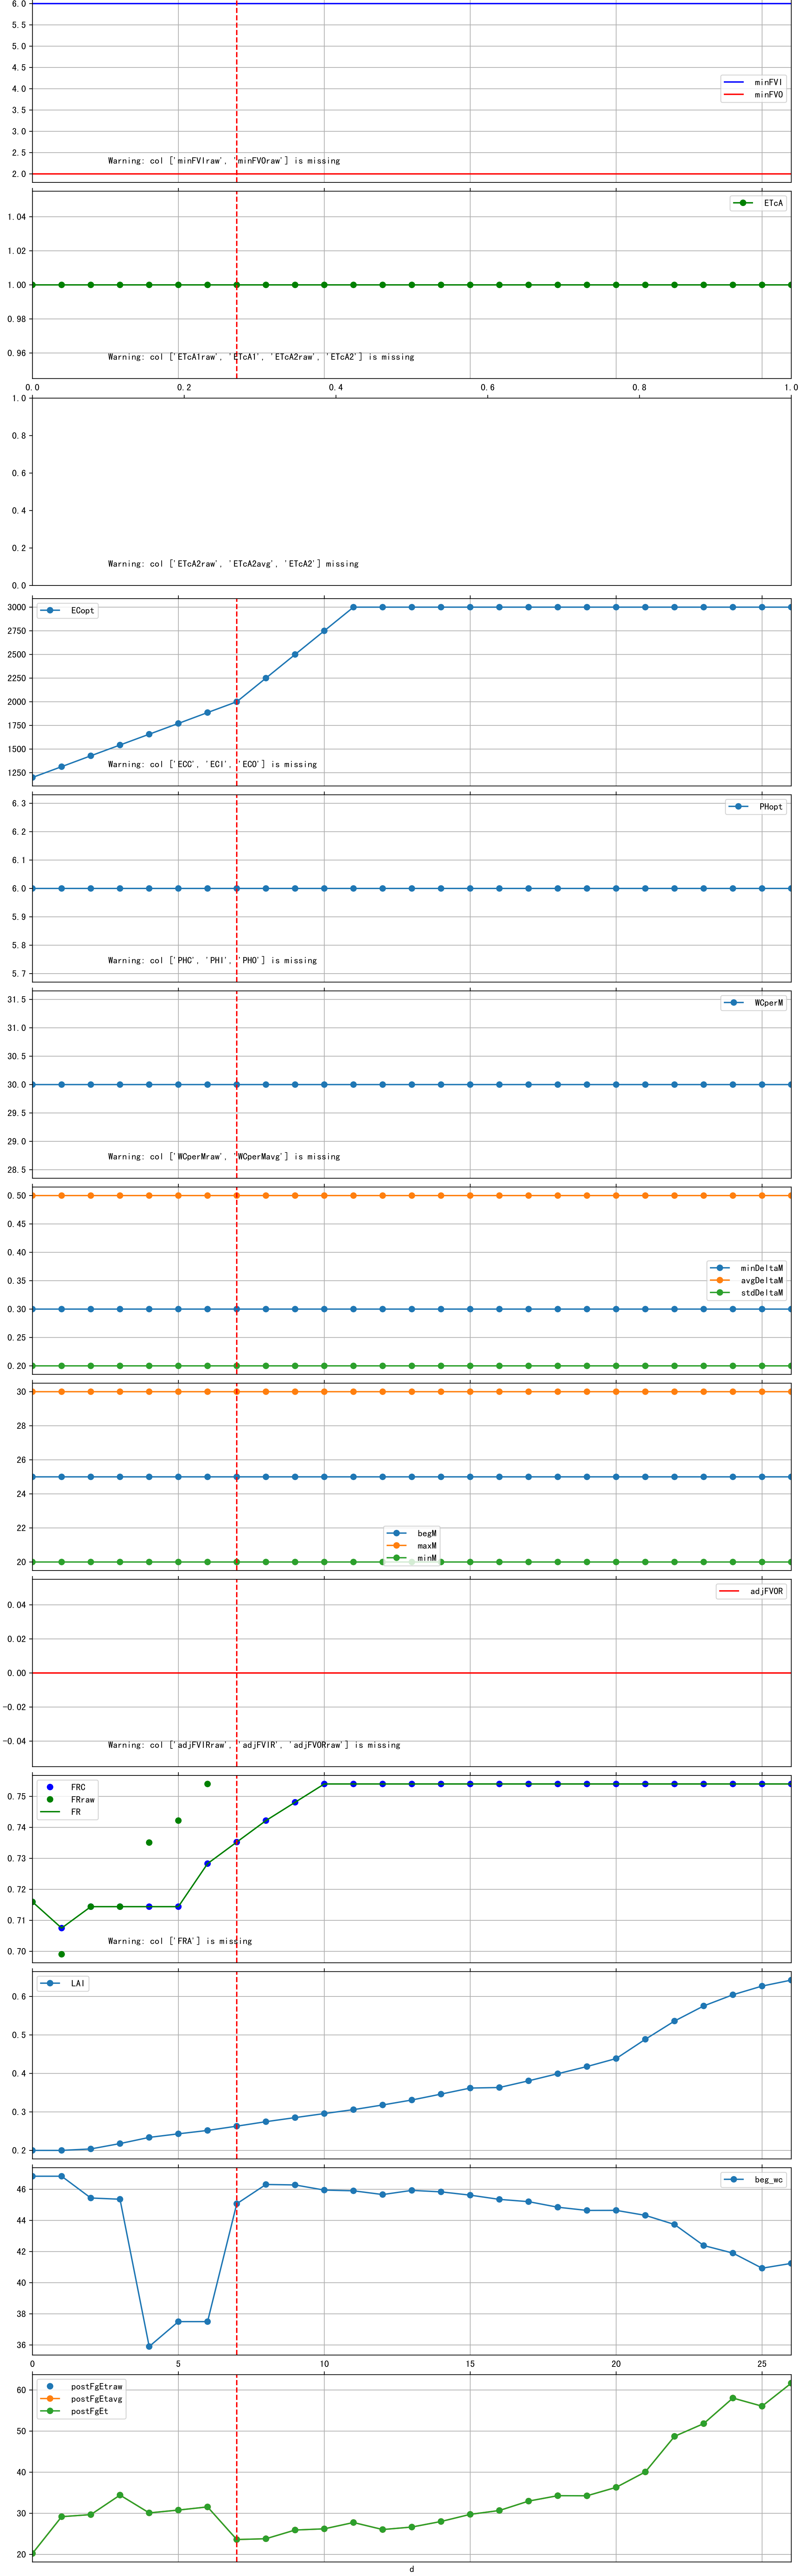 6.0
5.5
5.0
4.5
4.0
3.5
3.0
2.5
2.0
minFVI
minFVO
Warning: col ['minFVIraw', 'minFVOraw'] is missing
1.04
1.02
1.00
0.98
0.96
ETcA
Warning: col ['ETcA1raw', 'ETcA1', 'ETcA2raw', 'ETcA2'] is missing
0.0 0.2 0.4 0.6 0.8 1.0
1.0
0.8
0.6
0.4
0.2
0.0
Warning: col ['ETcA2raw', 'ETcA2avg', 'ETcA2'] missing
3000
2750
2500
2250
2000
1750
1500
1250
ECopt
Warning: col ['ECC', 'ECI', 'ECO'] is missing
6.3
6.2
6.1
6.0
5.9
5.8
5.7
PHopt
Warning: col ['PHC', 'PHI', 'PHO'] is missing
31.5
31.0
30.5
30.0
29.5
29.0
28.5
WCperM
Warning: col ['WCperMraw', 'WCperMavg'] is missing
0.50
0.45
0.40
0.35
0.30
0.25
0.20
minDeltaM
avgDeltaM
stdDeltaM
30
28
26
24
22
20
begM
maxM
minM
0.04
0.02
0.00
-0.02
-0.04
adjFVOR
Warning: col ['adjFVIRraw', 'adjFVIR', 'adjFVORraw'] is missing
0.75
0.74
0.73
0.72
0.71
0.70
FRC
FRraw
FR
Warning: col ['FRA'] is missing
0.6
0.5
0.4
0.3
0.2
LAI
46
44
42
40
38
36
beg_wc
0 5 10 15 20 25
60
50
40
30
20
postFgEtraw
postFgEtavg
postFgEt
d